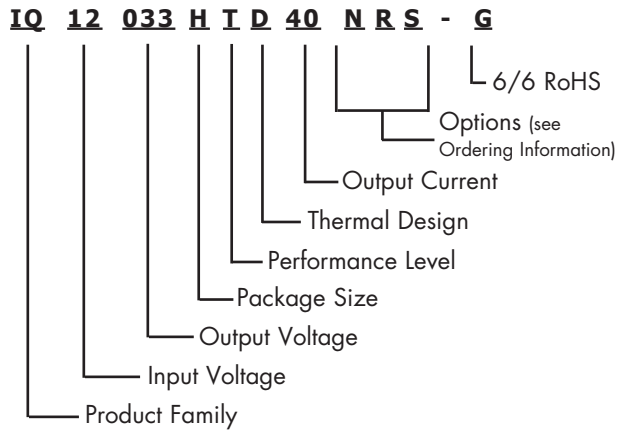 IQ 12 033 H T D 40 N R S - G
6/6 RoHS
Options (see
Ordering Information)
Output Current
Thermal Design
Performance Level
Package Size
Output Voltage
Input Voltage
Product Family